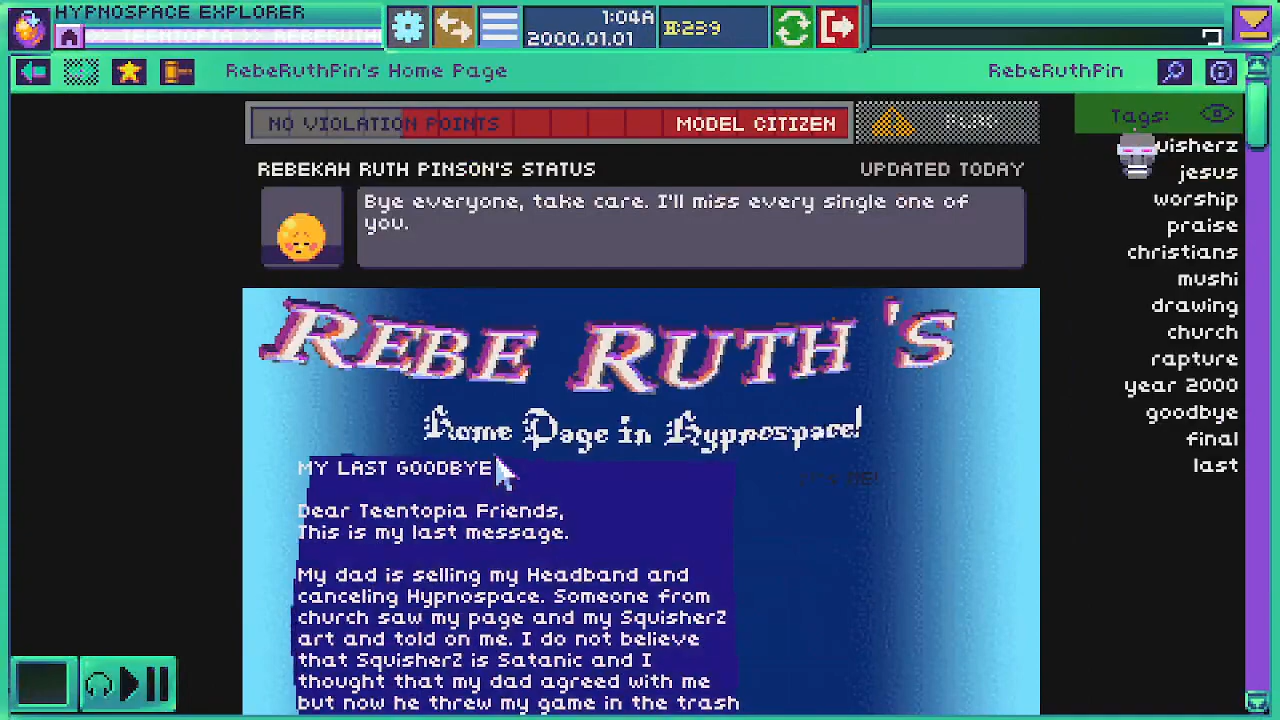 HYPNOSPACE EXPLORER
>> TEENTOPIA >> REBERUTH
1:04A
2000.01.01
239
RebeRuthPin's Home Page
RebeRuthPin
NO VIOLATION POINTS
MODEL CITIZEN
REBEKAH RUTH PINSON'S STATUS
UPDATED TODAY
Bye everyone, take care. I'll miss every single one of
you.
Tags:
uisherz
jesus
worship
praise
christians
mushi
drawing
church
rapture
year 2000
goodbye
final
last
REBE RUTH'S
Home Page in Hypnospace!
MY LAST GOODBYE
Dear Teentopia Friends,
This is my last message.
My dad is selling my Headband and
canceling Hypnospace. Someone from
church saw my page and my SquisherZ
art and told on me. I do not believe
that SquisherZ is Satanic and I
thought that my dad agreed with me
but now he threw my game in the trash